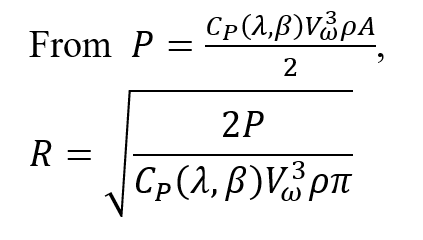 From P = C_P(λ,β)V_ω^3ρA / 2,
R = √(2P / C_P(λ,β)V_ω^3ρπ)